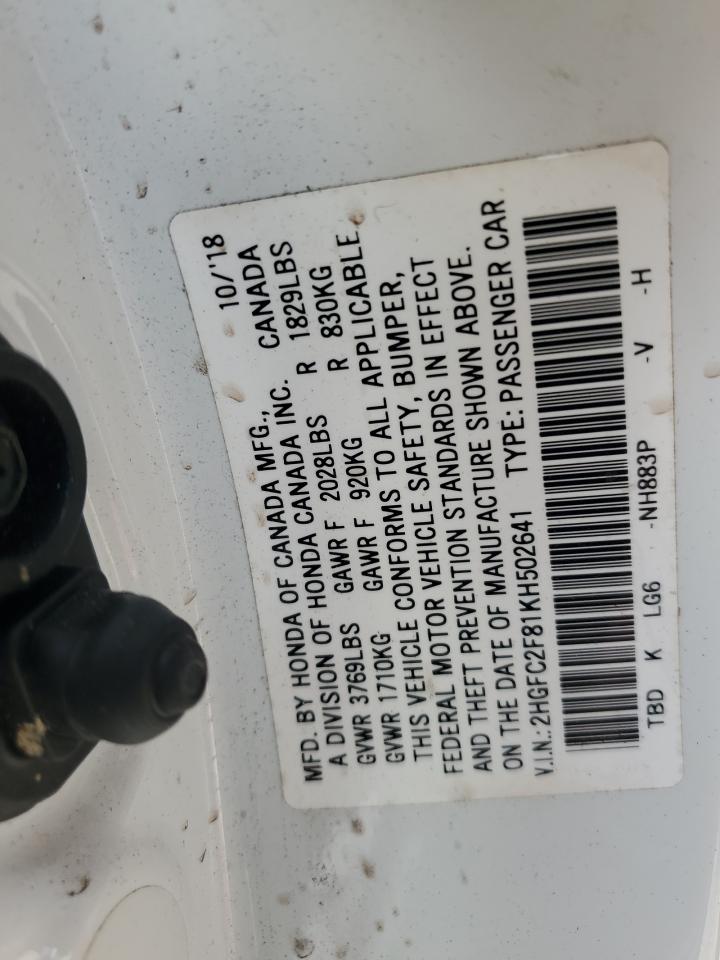 10/'18
MFD. BY HONDA OF CANADA MFG., CANADA
A DIVISION OF HONDA CANADA INC.
GVWR 3769LBS GAWR F 2028LBS R 1829LBS
GVWR 1710KG GAWR F 920KG R 830KG
THIS VEHICLE CONFORMS TO ALL APPLICABLE
FEDERAL MOTOR VEHICLE SAFETY, BUMPER,
AND THEFT PREVENTION STANDARDS IN EFFECT
ON THE DATE OF MANUFACTURE SHOWN ABOVE.
V.I.N.:2HGFC2F81KH502641 TYPE:PASSENGER CAR
TBD K LG6 -NH883P -V -H